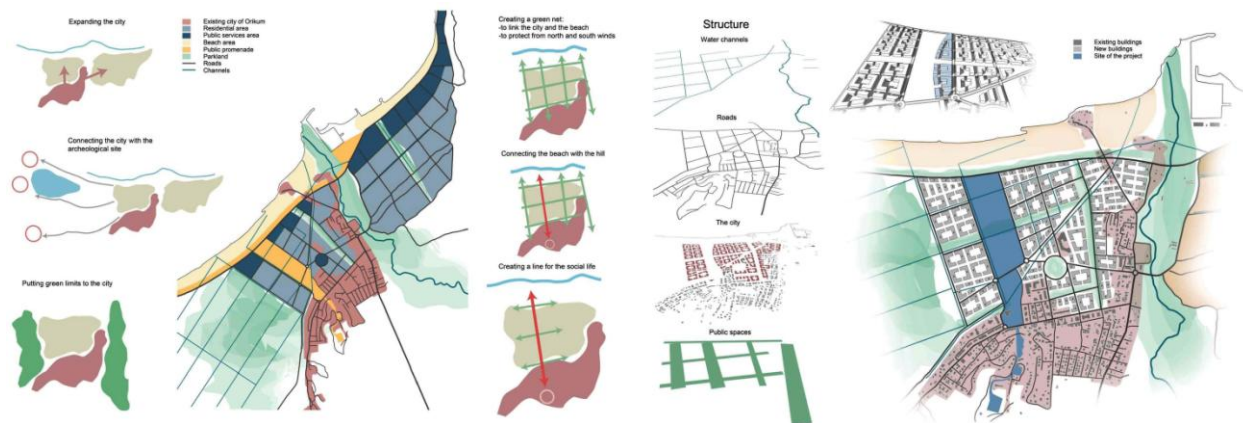 Expanding the city
Connecting the city with the
archeological site
Putting green limits to the city
Existing city of Orikum
Residential area
Public services area
Beach area
Public promenade
Parkland
Roads
Channels
Creating a green net:
-to link the city and the beach
-to protect from north and south winds
Connecting the beach with the hill
Creating a line for the social life
Structure
Water channels
Roads
The city
Public spaces
Existing buildings
New buildings
Site of the project